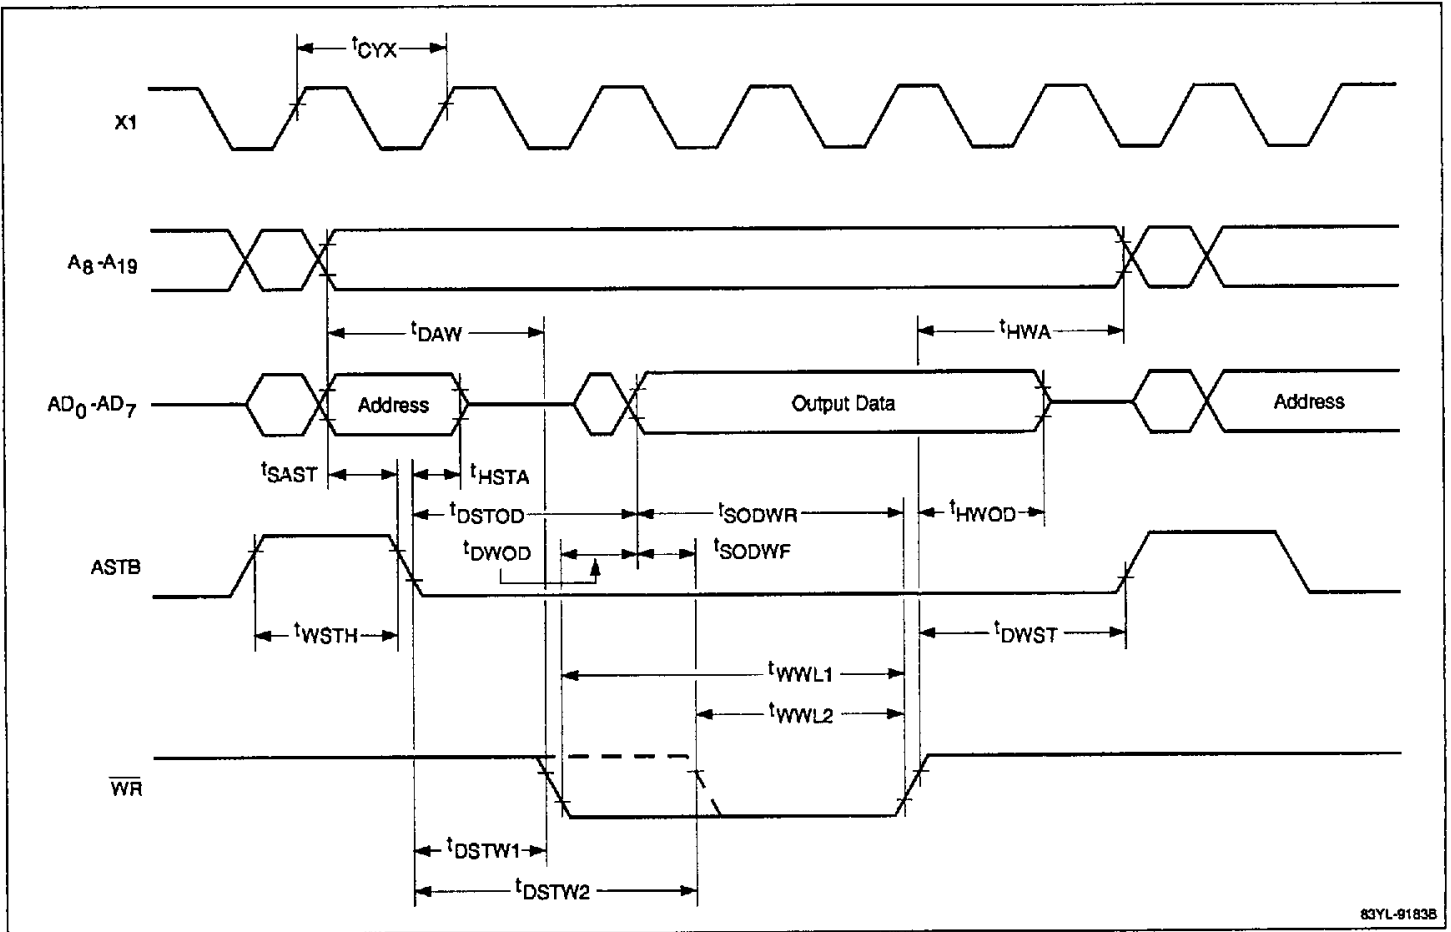 tCYX
X1
A8-A19
tDAW
tHWA
AD0-AD7
Address
Output Data
Address
tSAST
tHSTA
tDSTOD
tSODWR
tHWOD
tDWOD
tSODWF
ASTB
tWSTH
tDWST
tWWL1
tWWL2
WR
tDSTW1
tDSTW2
83YL-9183B